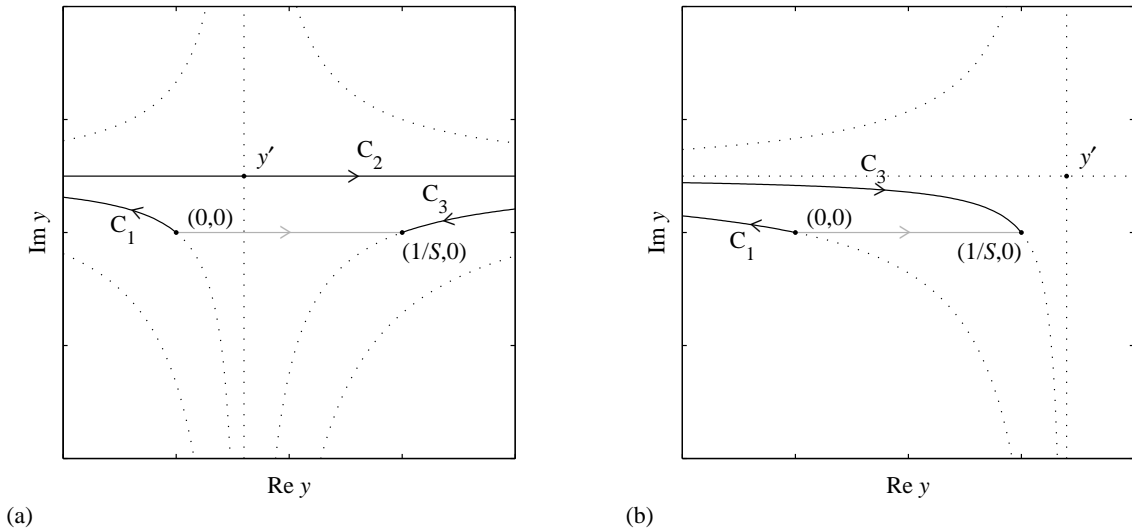 y′
C2
C3
C1
(0,0)
(1/S,0)
Im y
Re y
(a)
C3
y′
(0,0)
C1
(1/S,0)
Im y
Re y
(b)